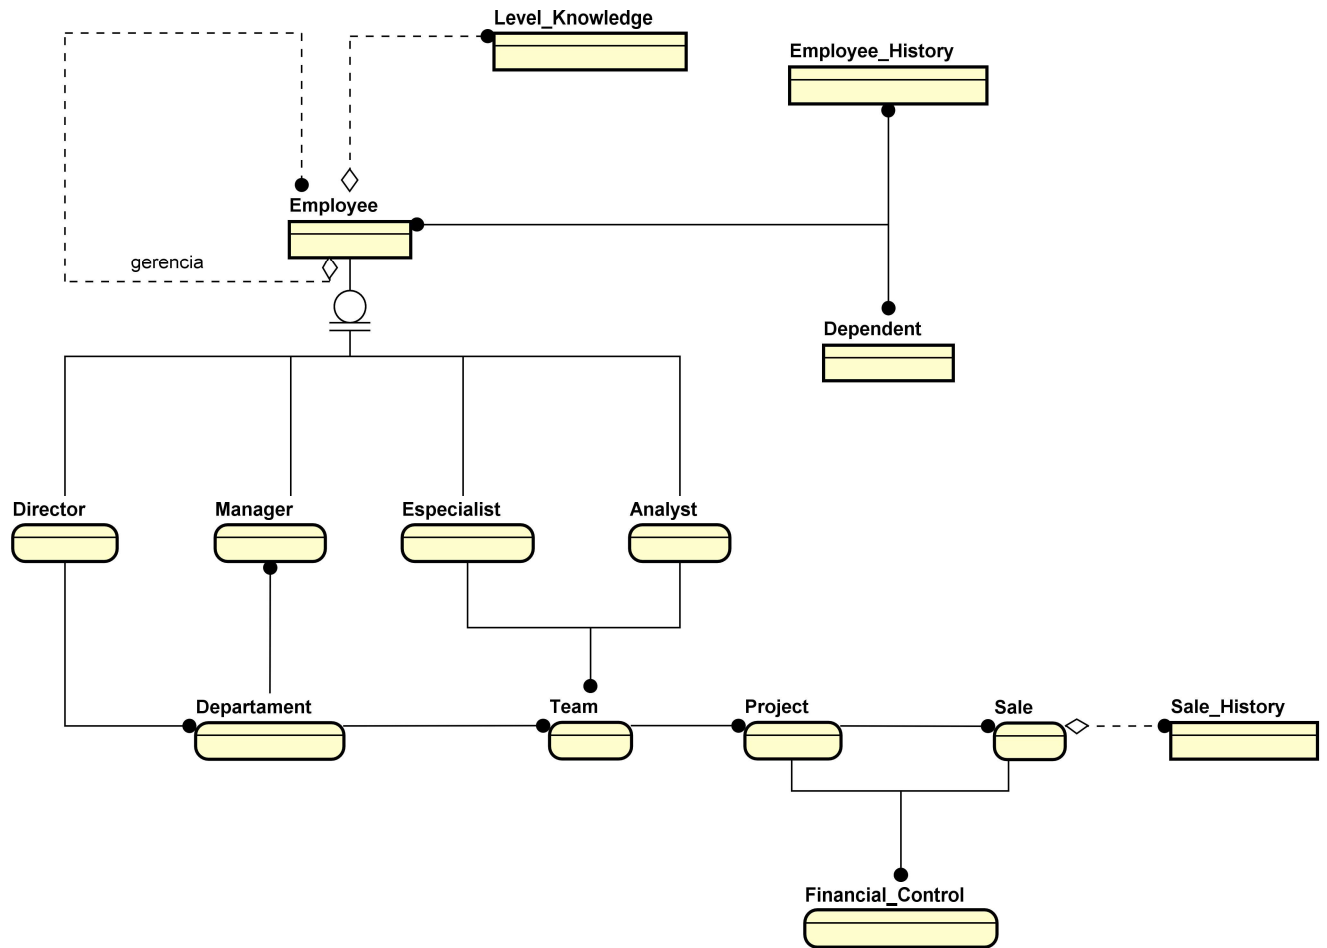 Level_Knowledge
Employee_History
Employee
gerencia
Dependent
Director
Manager
Especialist
Analyst
Departament
Team
Project
Sale
Sale_History
Financial_Control